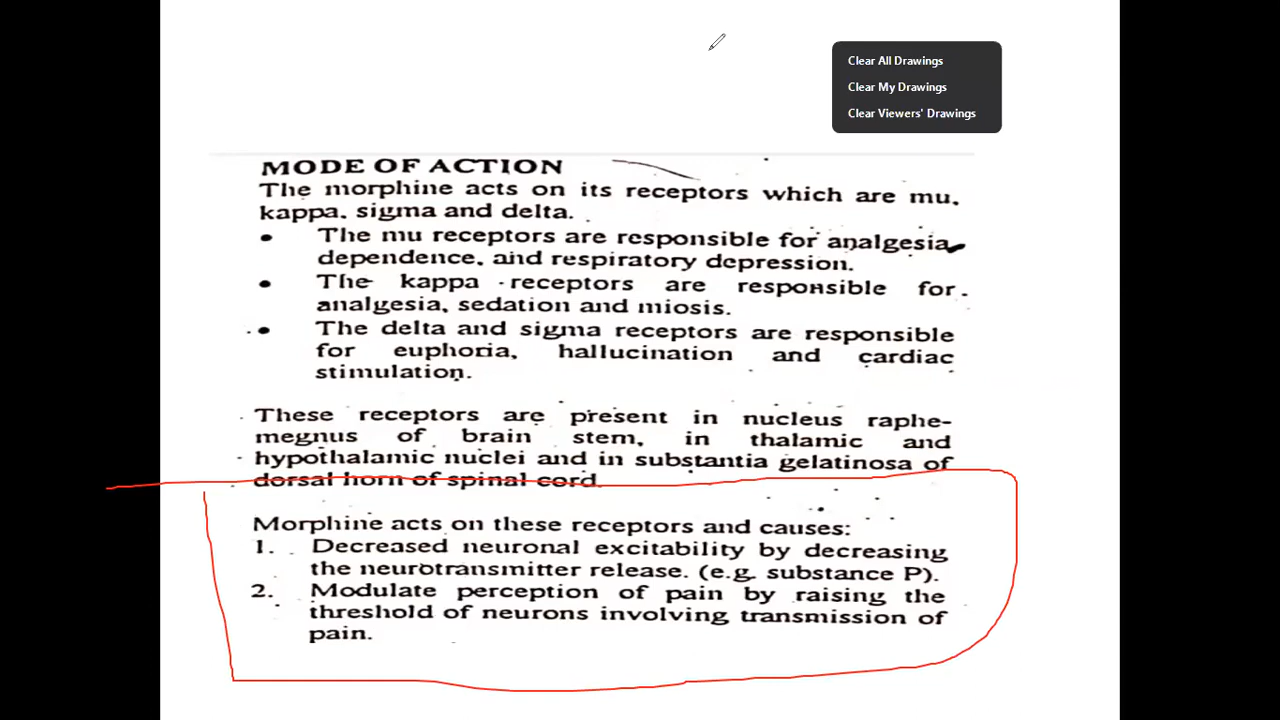 Clear All Drawings
Clear My Drawings
Clear Viewers' Drawings
MODE OF ACTION
The morphine acts on its receptors which are mu,
kappa, sigma and delta.
• The mu receptors are responsible for analgesia
dependence, and respiratory depression.
• The kappa receptors are responsible for
analgesia, sedation and miosis.
• The delta and sigma receptors are responsible
for euphoria, hallucination and cardiac
stimulation.
These receptors are present in nucleus raphe-
megnus of brain stem, in thalamic and
hypothalamic nuclei and in substantia gelatinosa of
dorsal horn of spinal cord.
Morphine acts on these receptors and causes:
1. Decreased neuronal excitability by decreasing
the neurotransmitter release. (e.g. substance P).
2. Modulate perception of pain by raising the
threshold of neurons involving transmission of
pain.